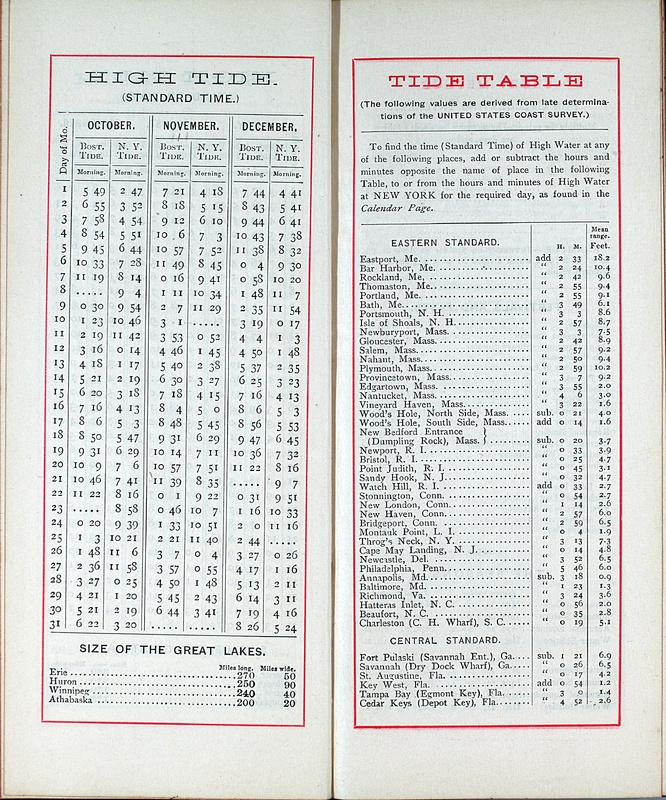 HIGH TIDE.
(STANDARD TIME.)
Day of Mo. OCTOBER. NOVEMBER. DECEMBER.
BOST. TIDE. N. Y. TIDE. BOST. TIDE. N. Y. TIDE. BOST. TIDE. N. Y. TIDE.
Morning. Morning. Morning. Morning. Morning. Morning.
1 5 49 2 47 7 21 4 18 7 44 4 41
2 6 55 3 52 8 18 5 15 8 43 5 41
3 7 58 4 54 9 12 6 10 9 44 6 41
4 8 54 5 51 10 6 7 3 10 43 7 38
5 9 45 6 44 10 57 7 52 11 38 8 32
6 10 33 7 28 11 49 8 45 0 4 9 30
7 11 19 8 14 0 16 9 41 0 58 10 20
8 ..... 9 4 1 11 10 34 1 48 11 7
9 0 30 9 54 2 7 11 29 2 35 11 54
10 1 23 10 46 3 1 ..... 3 19 0 17
11 2 19 11 42 3 53 0 52 4 4 1 3
12 3 16 0 14 4 46 1 45 4 50 1 48
13 4 18 1 17 5 40 2 38 5 37 2 35
14 5 21 2 19 6 30 3 27 6 25 3 23
15 6 20 3 18 7 18 4 15 7 16 4 13
16 7 16 4 13 8 4 5 0 8 6 5 3
17 8 6 5 3 8 48 5 45 8 56 5 53
18 8 50 5 47 9 31 6 29 9 47 6 45
19 9 31 6 29 10 14 7 11 10 36 7 32
20 10 9 7 6 10 57 7 51 11 22 8 16
21 10 46 7 41 11 39 8 35 ..... 9 7
22 11 22 8 16 0 1 9 22 0 31 9 51
23 ..... 8 58 0 46 10 7 1 16 10 33
24 0 20 9 39 1 33 10 51 2 0 11 16
25 1 3 10 21 2 21 11 40 2 44 .....
26 1 48 11 6 3 7 0 4 3 27 0 26
27 2 36 11 58 3 57 0 55 4 17 1 16
28 3 27 0 25 4 50 1 48 5 13 2 11
29 4 21 1 20 5 45 2 43 6 14 3 11
30 5 21 2 19 6 44 3 41 7 19 4 16
31 6 22 3 20 ..... ..... 8 26 5 24
SIZE OF THE GREAT LAKES.
Miles long. Miles wide.
Erie 270 50
Huron 250 90
Winnipeg 240 40
Athabaska 200 20
TIDE TABLE
(The following values are derived from late determina-
tions of the UNITED STATES COAST SURVEY.)
To find the time (Standard Time) of High Water at any
of the following places, add or subtract the hours and
minutes opposite the name of place in the following
Table, to or from the hours and minutes of High Water
at NEW YORK for the required day, as found in the
Calendar Page.
EASTERN STANDARD. H. M. Mean range. Feet.
Eastport, Me. add 2 33 18.2
Bar Harbor, Me. " 2 24 10.4
Rockland, Me. " 2 42 9.6
Thomaston, Me. " 2 55 9.4
Portland, Me. " 2 55 9.1
Bath, Me. " 3 49 6.1
Portsmouth, N. H. " 3 3 8.6
Isle of Shoals, N. H. " 2 57 8.7
Newburyport, Mass. " 3 3 7.5
Gloucester, Mass. " 2 42 8.9
Salem, Mass. " 2 57 9.2
Nahant, Mass. " 2 50 9.4
Plymouth, Mass. " 2 59 10.2
Provincetown, Mass. " 3 7 9.2
Edgartown, Mass. " 3 55 2.0
Nantucket, Mass. " 4 6 3.0
Vineyard Haven, Mass. " 3 22 1.6
Wood's Hole, North Side, Mass. sub. 0 21 4.0
Wood's Hole, South Side, Mass. add 0 14 1.6
New Bedford Entrance
(Dumpling Rock), Mass. } sub. 0 20 3.7
Newport, R. I. " 0 33 3.9
Bristol, R. I. " 0 25 4.7
Point Judith, R. I. " 0 45 3.1
Sandy Hook, N. J. " 0 32 4.7
Watch Hill, R. I. add 0 33 2.7
Stonnington, Conn. " 0 54 2.7
New London, Conn. " 1 14 2.6
New Haven, Conn. " 2 57 6.0
Bridgeport, Conn. " 2 59 6.5
Montauk Point, L. I. " 0 4 1.9
Throg's Neck, N. Y. " 3 13 7.3
Cape May Landing, N. J. " 0 14 4.8
Newcastle, Del. " 3 52 6.5
Philadelphia, Penn. " 5 46 6.0
Annapolis, Md. sub. 3 18 0.9
Baltimore, Md. " 1 23 1.3
Richmond, Va. " 3 24 3.6
Hatteras Inlet, N. C. " 0 56 2.0
Beaufort, N. C. " 0 35 2.8
Charleston (C. H. Wharf), S. C. " 0 19 5.1
CENTRAL STANDARD.
Fort Pulaski (Savannah Ent.), Ga. sub. 1 21 6.9
Savannah (Dry Dock Wharf), Ga. " 0 26 6.5
St. Augustine, Fla. " 0 17 4.2
Key West, Fla. add 0 54 1.2
Tampa Bay (Egmont Key), Fla. " 3 0 1.4
Cedar Keys (Depot Key), Fla. " 4 52 2.6